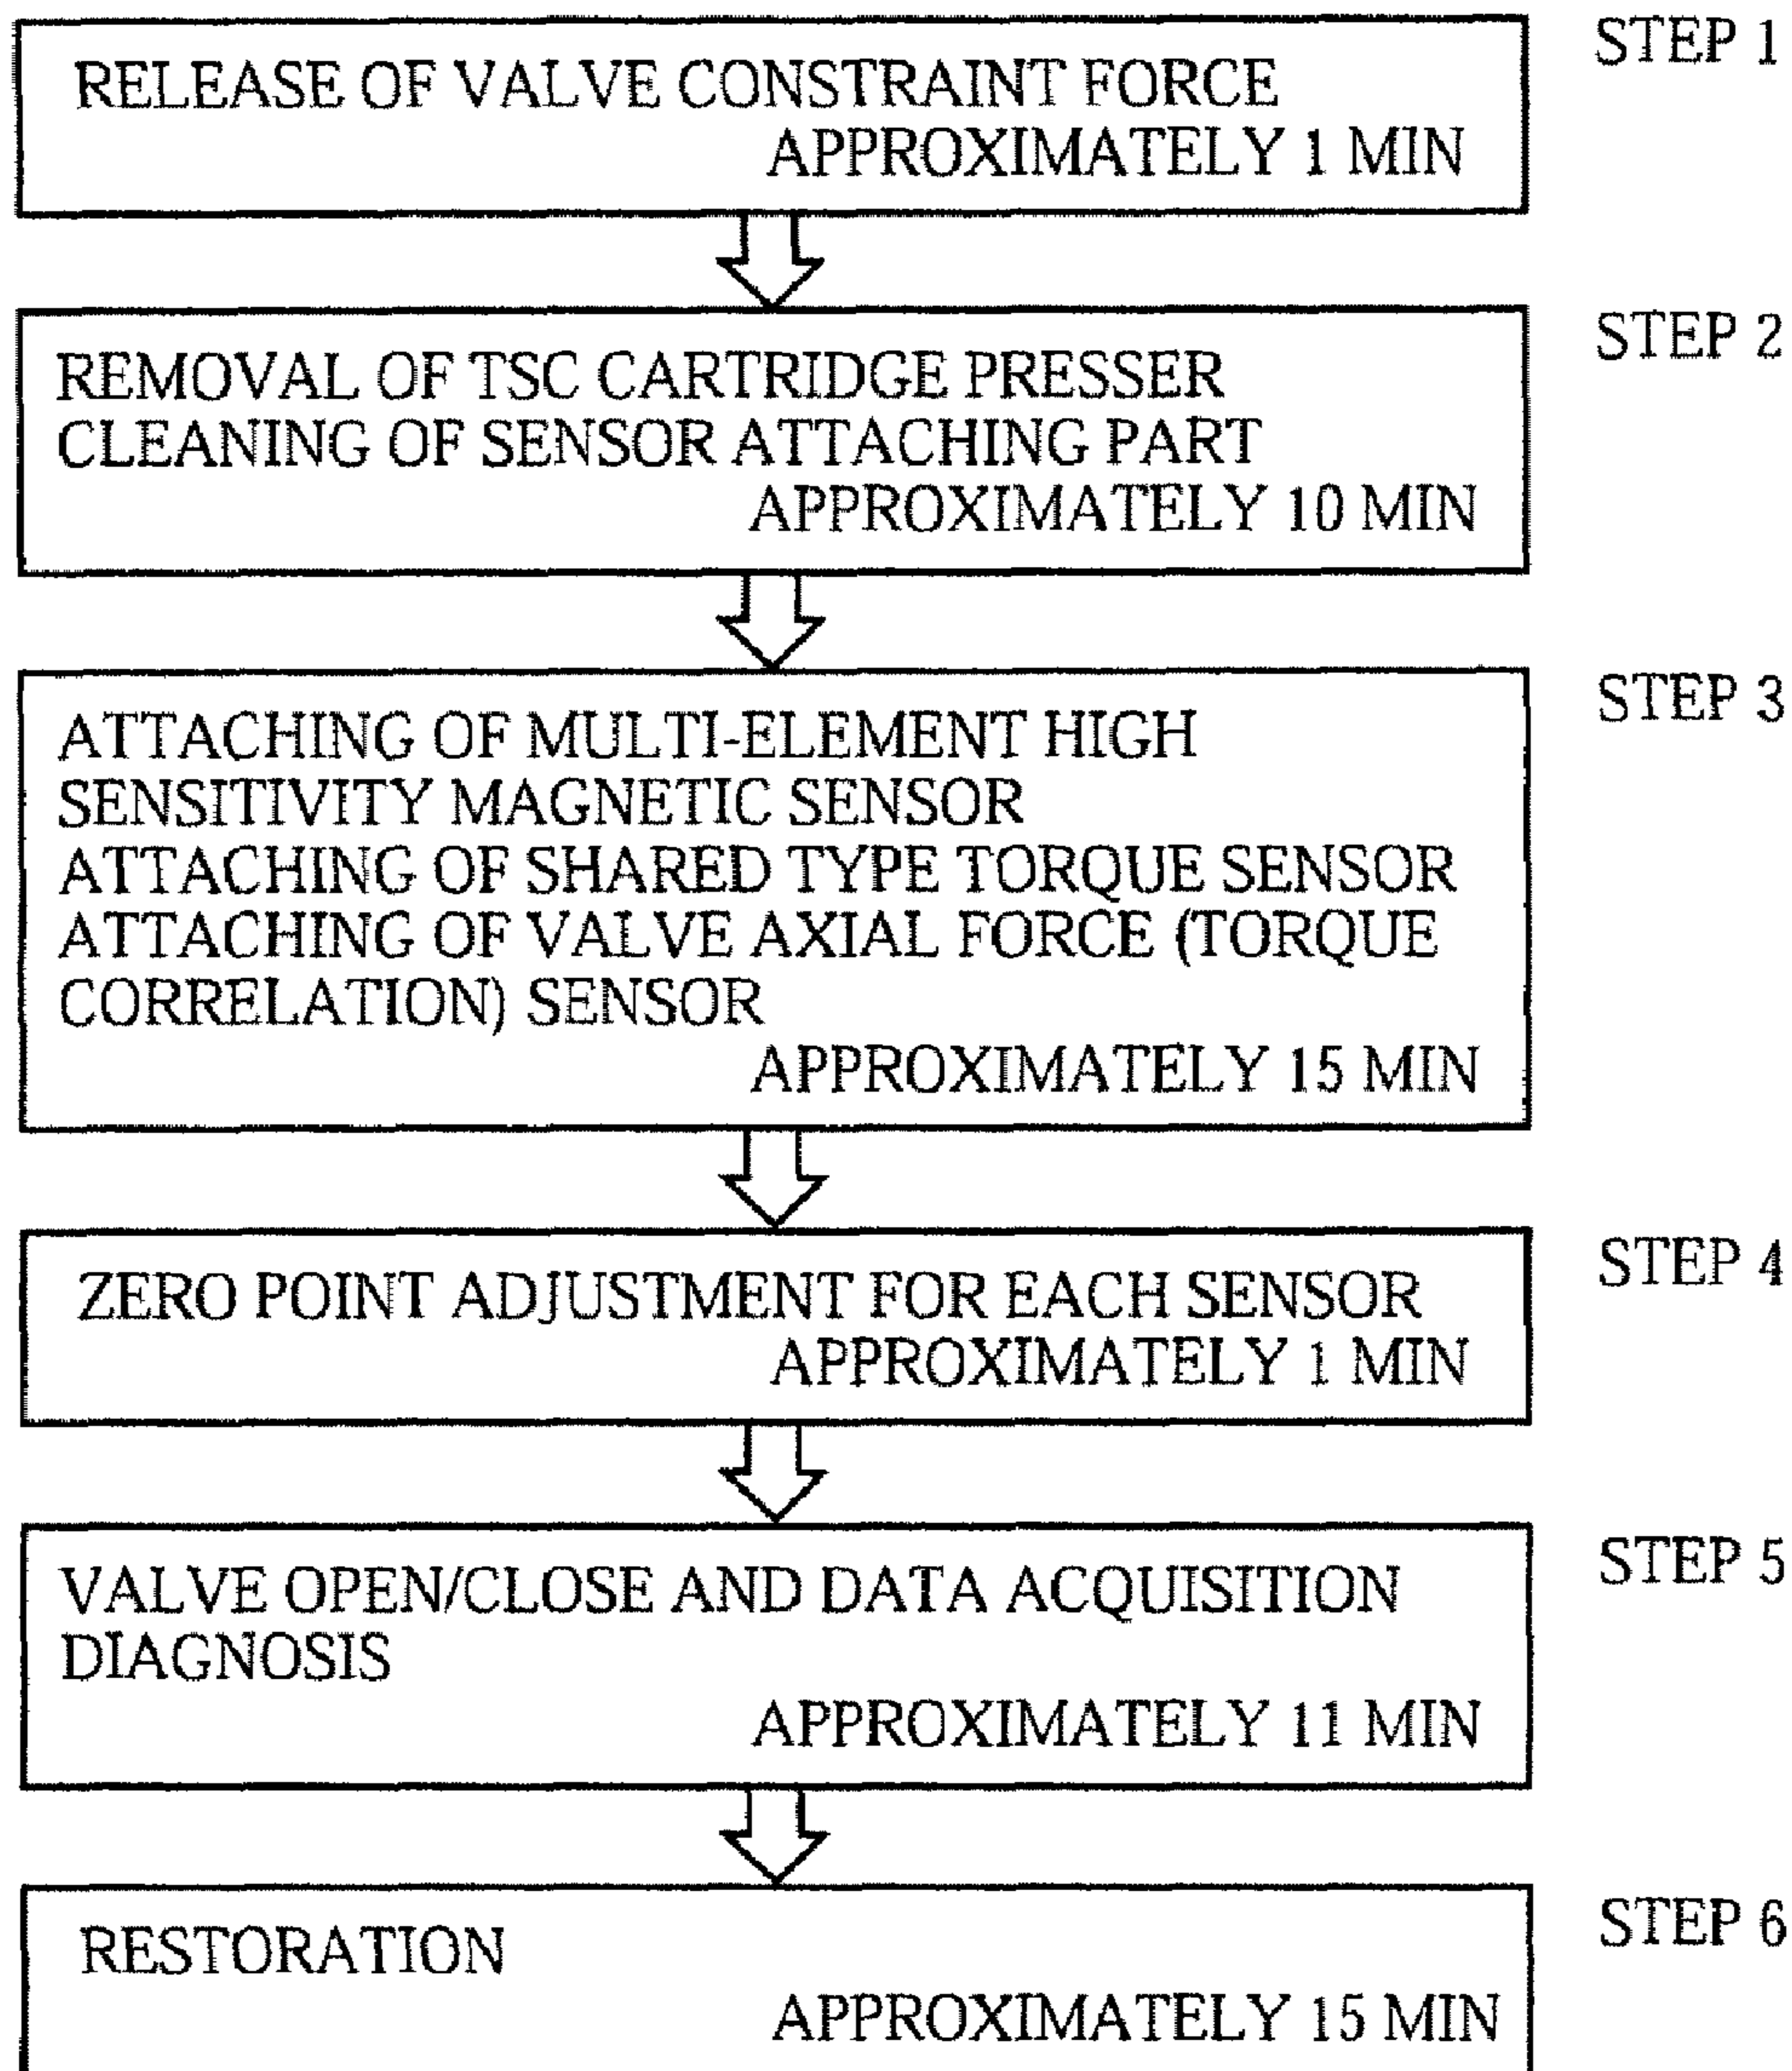 STEP 1
RELEASE OF VALVE CONSTRAINT FORCE
APPROXIMATELY 1 MIN
STEP 2
REMOVAL OF TSC CARTRIDGE PRESSER
CLEANING OF SENSOR ATTACHING PART
APPROXIMATELY 10 MIN
STEP 3
ATTACHING OF MULTI-ELEMENT HIGH
SENSITIVITY MAGNETIC SENSOR
ATTACHING OF SHARED TYPE TORQUE SENSOR
ATTACHING OF VALVE AXIAL FORCE (TORQUE
CORRELATION) SENSOR
APPROXIMATELY 15 MIN
STEP 4
ZERO POINT ADJUSTMENT FOR EACH SENSOR
APPROXIMATELY 1 MIN
STEP 5
VALVE OPEN/CLOSE AND DATA ACQUISITION
DIAGNOSIS
APPROXIMATELY 11 MIN
STEP 6
RESTORATION
APPROXIMATELY 15 MIN